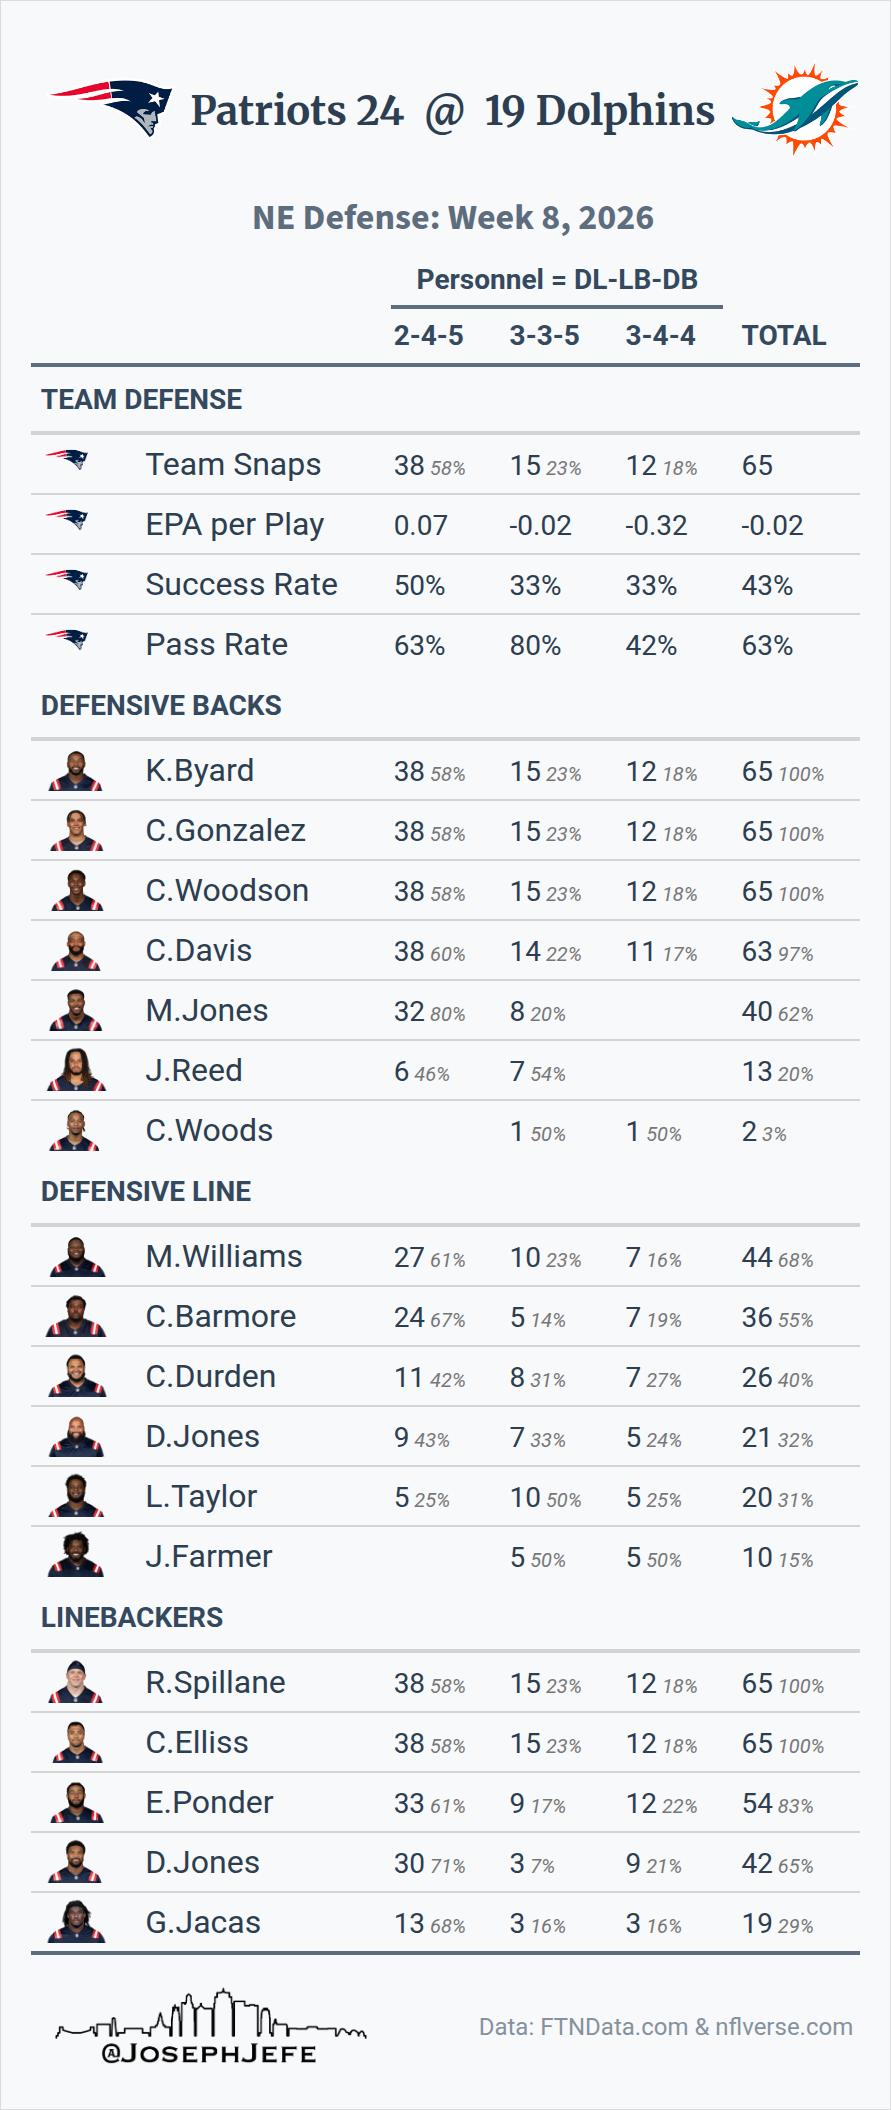 Patriots 24 @ 19 Dolphins
NE Defense: Week 8, 2026
Personnel = DL-LB-DB
2-4-5 3-3-5 3-4-4 TOTAL
TEAM DEFENSE
Team Snaps 38 58% 15 23% 12 18% 65
EPA per Play 0.07 -0.02 -0.32 -0.02
Success Rate 50% 33% 33% 43%
Pass Rate 63% 80% 42% 63%
DEFENSIVE BACKS
K.Byard 38 58% 15 23% 12 18% 65 100%
C.Gonzalez 38 58% 15 23% 12 18% 65 100%
C.Woodson 38 58% 15 23% 12 18% 65 100%
C.Davis 38 60% 14 22% 11 17% 63 97%
M.Jones 32 80% 8 20% 40 62%
J.Reed 6 46% 7 54% 13 20%
C.Woods 1 50% 1 50% 2 3%
DEFENSIVE LINE
M.Williams 27 61% 10 23% 7 16% 44 68%
C.Barmore 24 67% 5 14% 7 19% 36 55%
C.Durden 11 42% 8 31% 7 27% 26 40%
D.Jones 9 43% 7 33% 5 24% 21 32%
L.Taylor 5 25% 10 50% 5 25% 20 31%
J.Farmer 5 50% 5 50% 10 15%
LINEBACKERS
R.Spillane 38 58% 15 23% 12 18% 65 100%
C.Elliss 38 58% 15 23% 12 18% 65 100%
E.Ponder 33 61% 9 17% 12 22% 54 83%
D.Jones 30 71% 3 7% 9 21% 42 65%
G.Jacas 13 68% 3 16% 3 16% 19 29%
@JosephJefe
Data: FTNData.com & nflverse.com